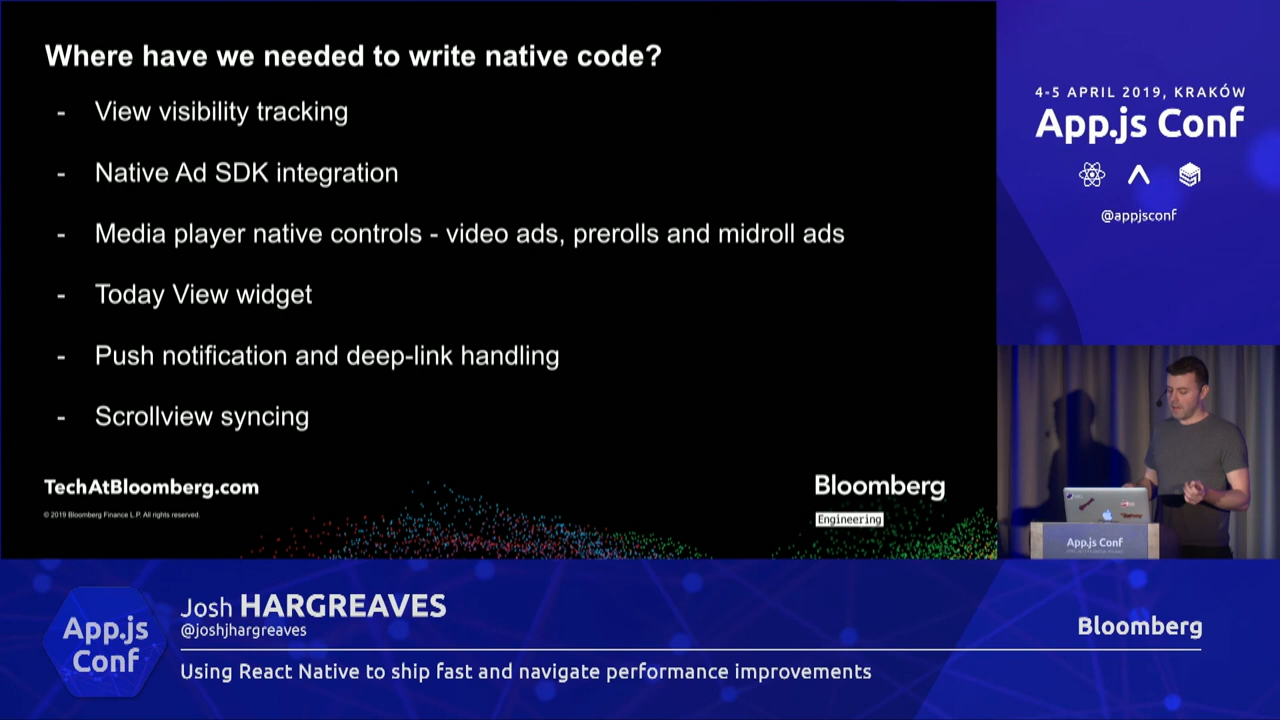 Where have we needed to write native code?
- View visibility tracking
- Native Ad SDK integration
- Media player native controls - video ads, prerolls and midroll ads
- Today View widget
- Push notification and deep-link handling
- Scrollview syncing
TechAtBloomberg.com
© 2019 Bloomberg Finance L.P. All rights reserved.
Bloomberg
Engineering
4-5 APRIL 2019, KRAKÓW
App.js Conf
@appjsconf
App.js Conf
App.js
Conf
Josh HARGREAVES
@joshjhargreaves
Bloomberg
Using React Native to ship fast and navigate performance improvements